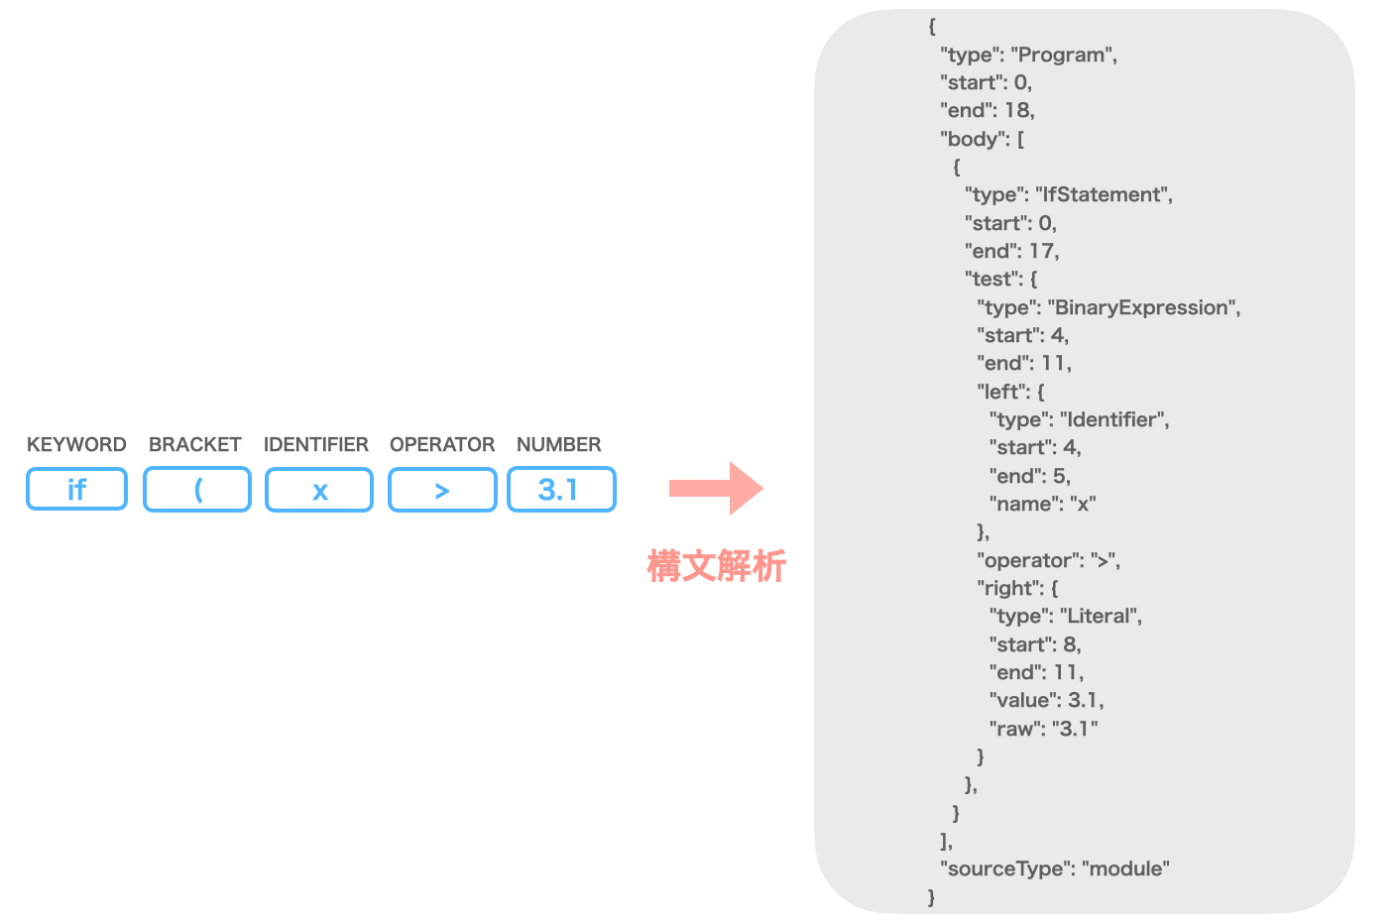 KEYWORD BRACKET IDENTIFIER OPERATOR NUMBER
if ( x > 3.1
構文解析
{
"type": "Program",
"start": 0,
"end": 18,
"body": [
{
"type": "IfStatement",
"start": 0,
"end": 17,
"test": {
"type": "BinaryExpression",
"start": 4,
"end": 11,
"left": {
"type": "Identifier",
"start": 4,
"end": 5,
"name": "x"
},
"operator": ">",
"right": {
"type": "Literal",
"start": 8,
"end": 11,
"value": 3.1,
"raw": "3.1"
}
},
}
],
"sourceType": "module"
}